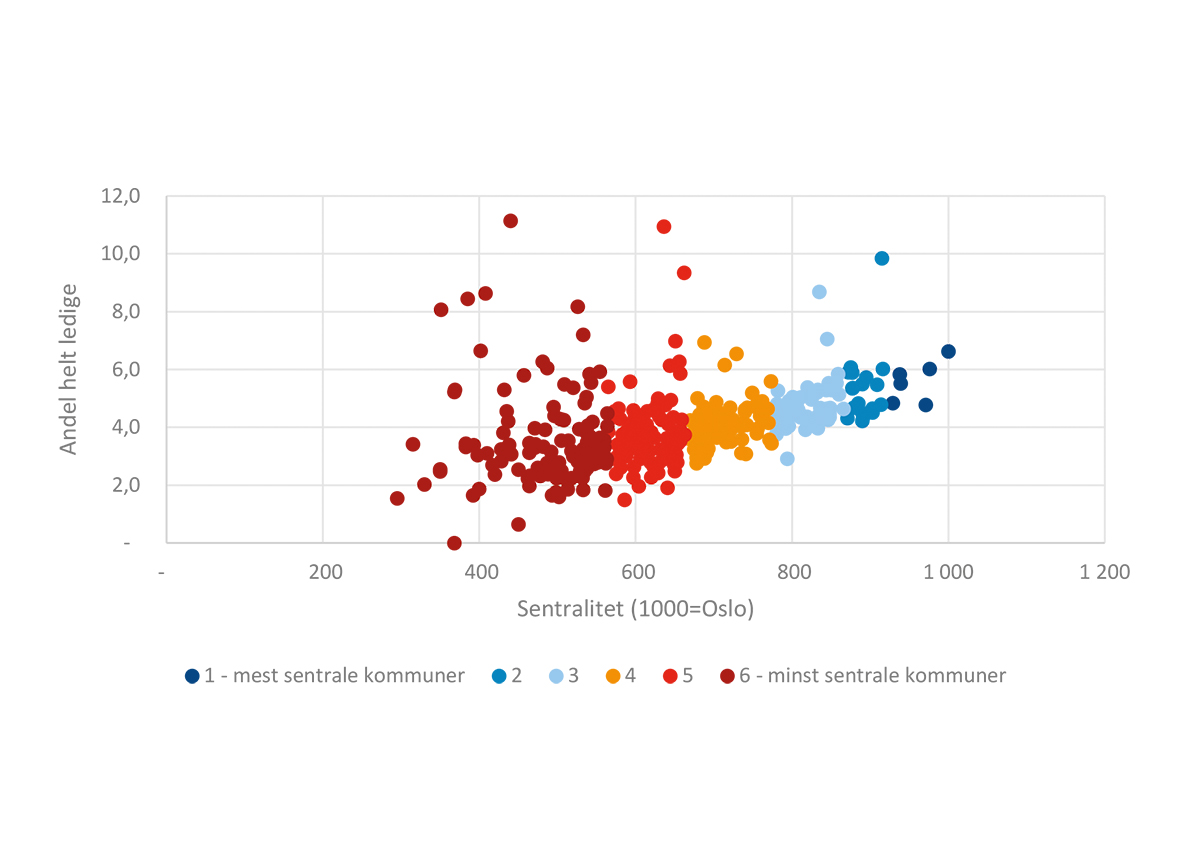 12,0
10,0
8,0
6,0
4,0
2,0
-
Andel helt ledige
- 200 400 600 800 1 000 1 200
Sentralitet (1000=Oslo)
1 - mest sentrale kommuner 2 3 4 5 6 - minst sentrale kommuner